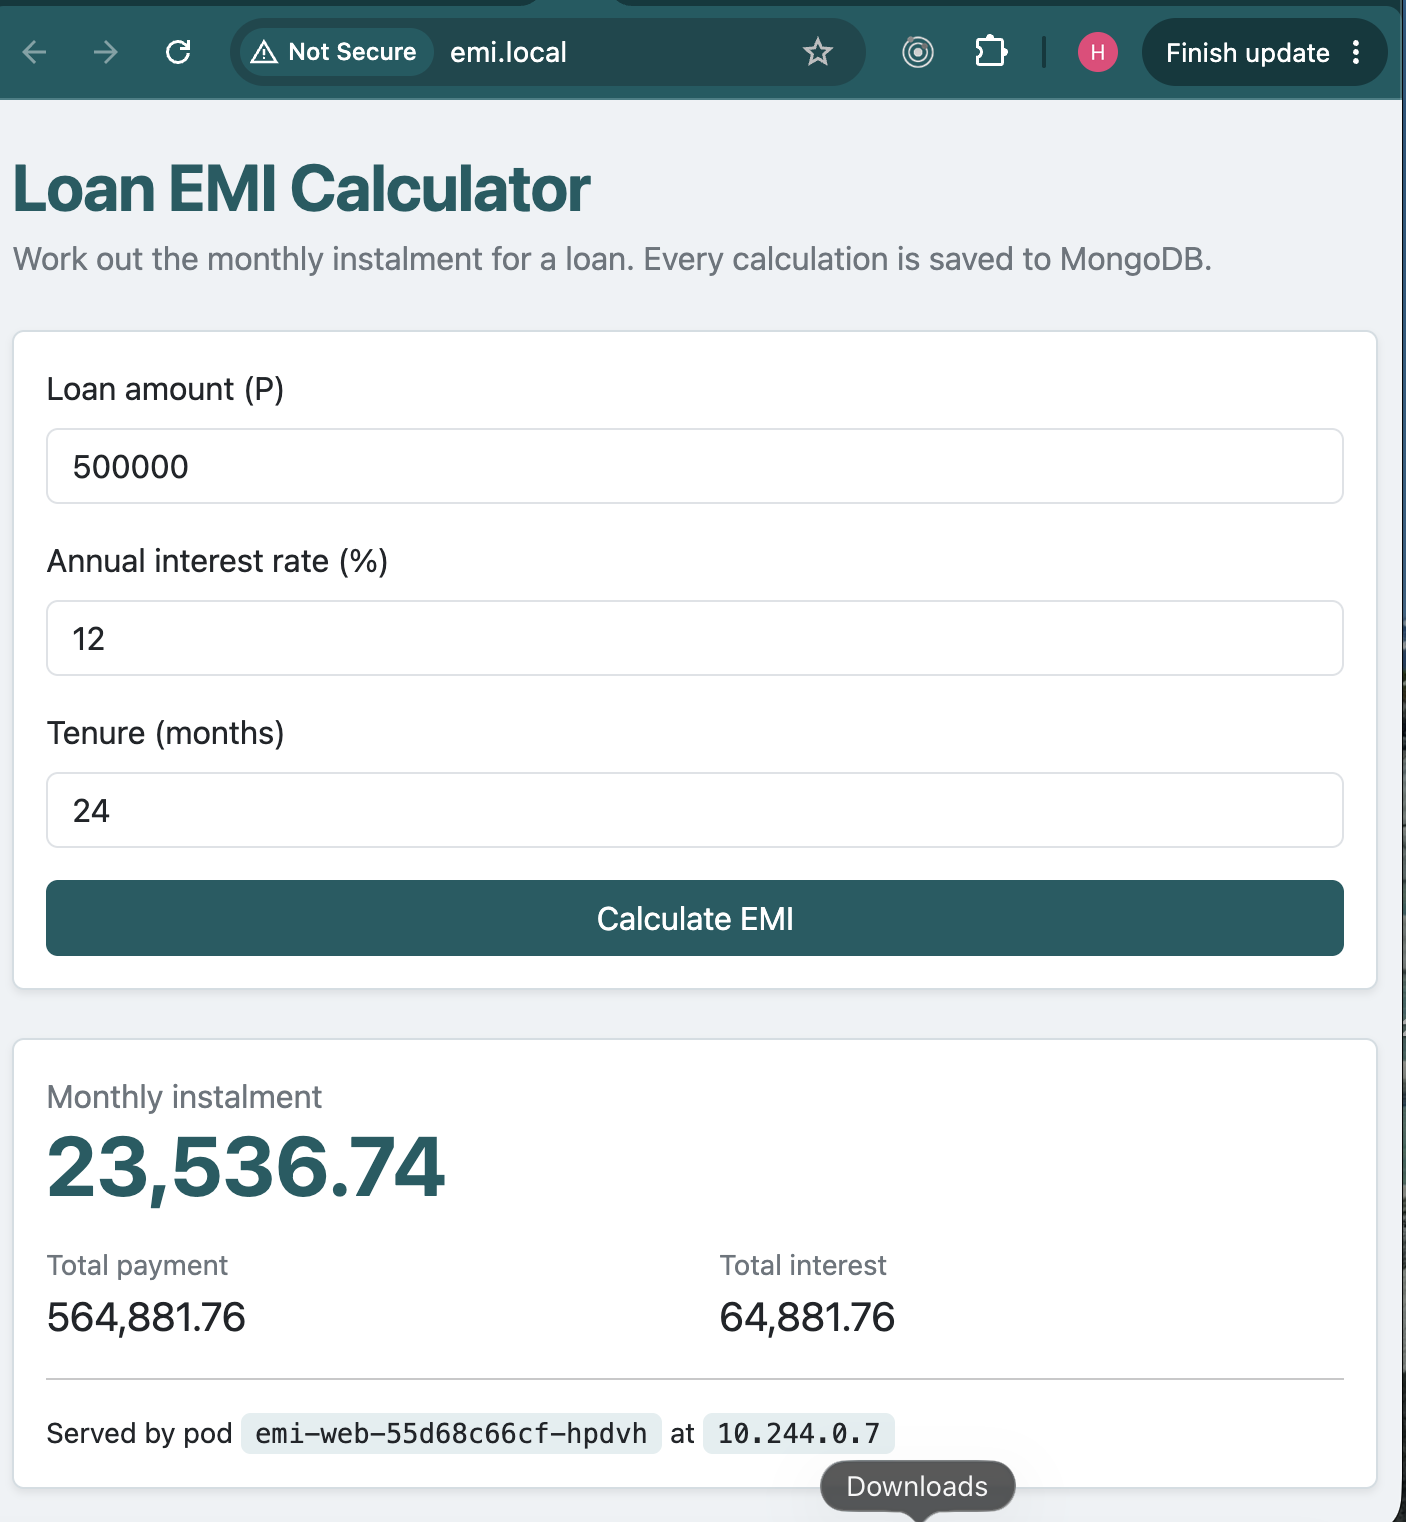 Not Secure emi.local H Finish update
Loan EMI Calculator
Work out the monthly instalment for a loan. Every calculation is saved to MongoDB.
Loan amount (P)
500000
Annual interest rate (%)
12
Tenure (months)
24
Calculate EMI
Monthly instalment
23,536.74
Total payment Total interest
564,881.76 64,881.76
Served by pod emi-web-55d68c66cf-hpdvh at 10.244.0.7
Downloads